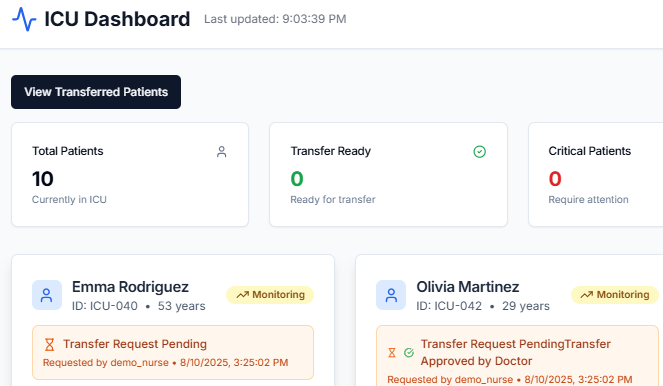 ICU Dashboard Last updated: 9:03:39 PM
View Transferred Patients
Total Patients
10
Currently in ICU
Transfer Ready
0
Ready for transfer
Critical Patients
0
Require attention
Emma Rodriguez
Monitoring
ID: ICU-040 • 53 years
Transfer Request Pending
Requested by demo_nurse • 8/10/2025, 3:25:02 PM
Olivia Martinez
Monitoring
ID: ICU-042 • 29 years
Transfer Request PendingTransfer
Approved by Doctor
Requested by demo_nurse • 8/10/2025, 3:25:02 PM